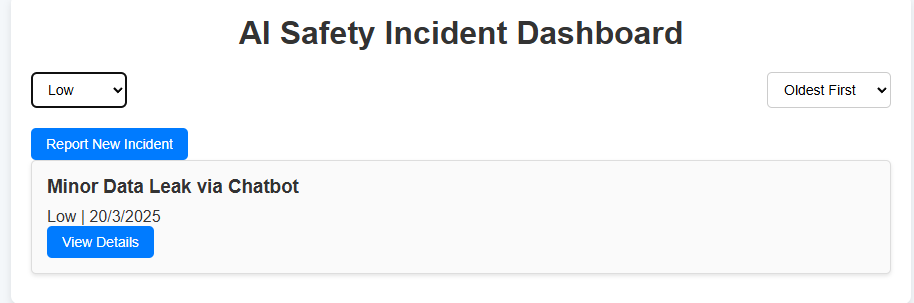 AI Safety Incident Dashboard
Low
Oldest First
Report New Incident
Minor Data Leak via Chatbot
Low | 20/3/2025
View Details